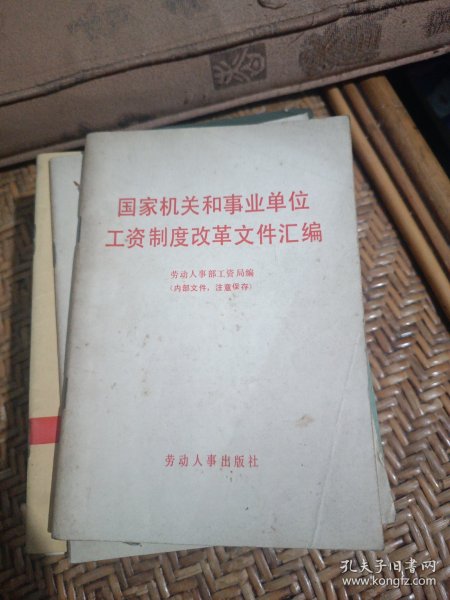 国家机关和事业单位
工资制度改革文件汇编
劳动人事部工资局编
(内部文件，注意保存)
劳动人事出版社
孔夫子旧书网
www.kongfz.com